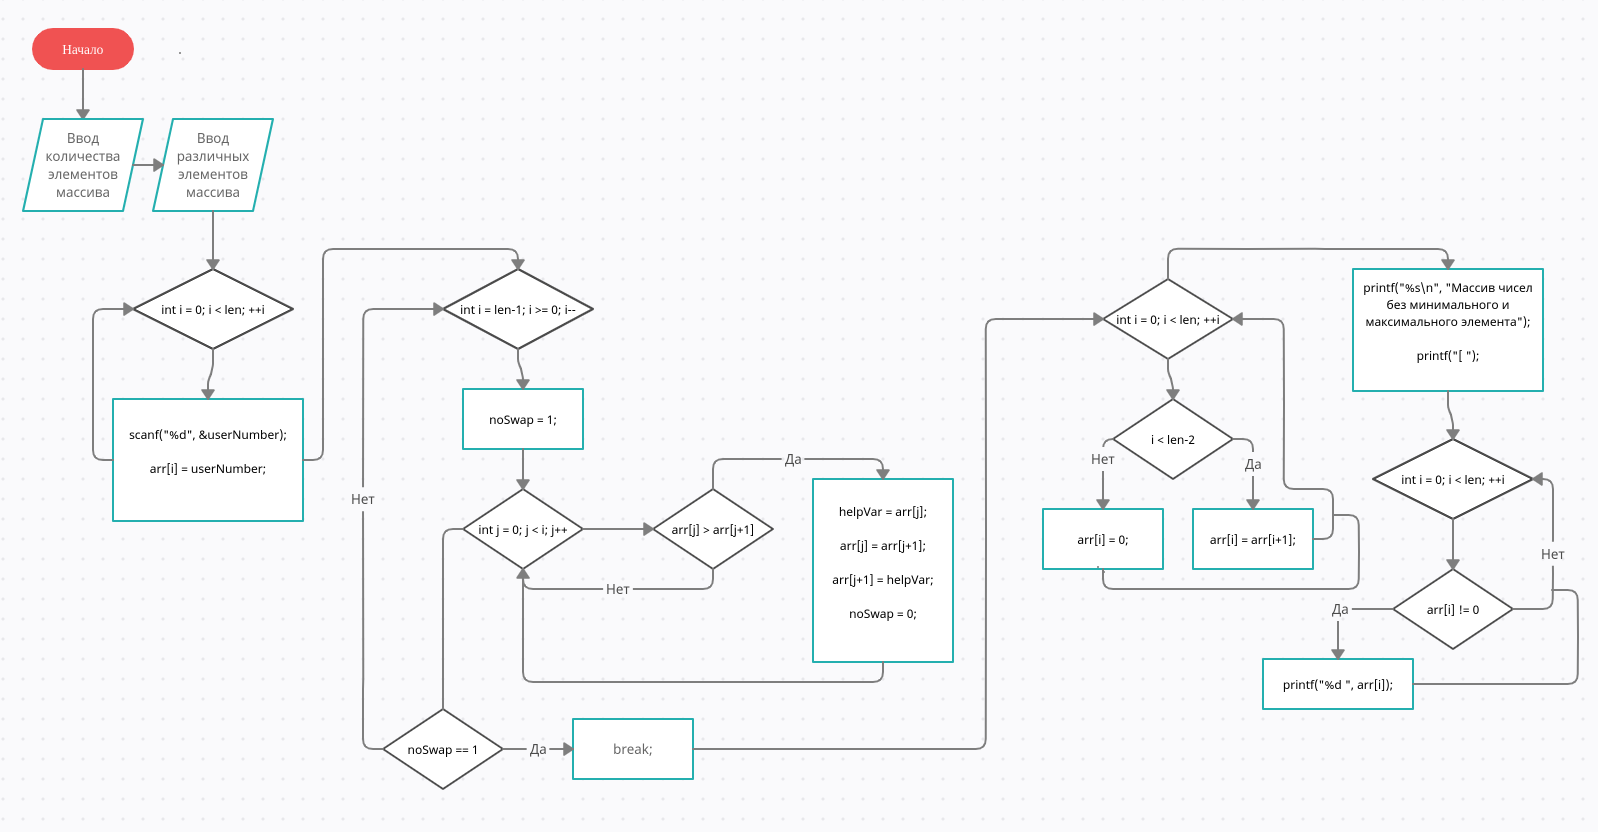 Начало
.
Ввод
количества
элементов
массива
Ввод
различных
элементов
массива
int i = 0; i < len; ++i
scanf("%d", &userNumber);
arr[i] = userNumber;
int i = len-1; i >= 0; i--
noSwap = 1;
int j = 0; j < i; j++
arr[j] > arr[j+1]
Да
Нет
Нет
helpVar = arr[j];
arr[j] = arr[j+1];
arr[j+1] = helpVar;
noSwap = 0;
noSwap == 1
Да
break;
int i = 0; i < len; ++i
i < len-2
Нет
Да
arr[i] = 0;
arr[i] = arr[i+1];
printf("%s\n", "Массив чисел
без минимального и
максимального элемента");
printf("[ ");
int i = 0; i < len; ++i
Нет
arr[i] != 0
Да
printf("%d ", arr[i]);